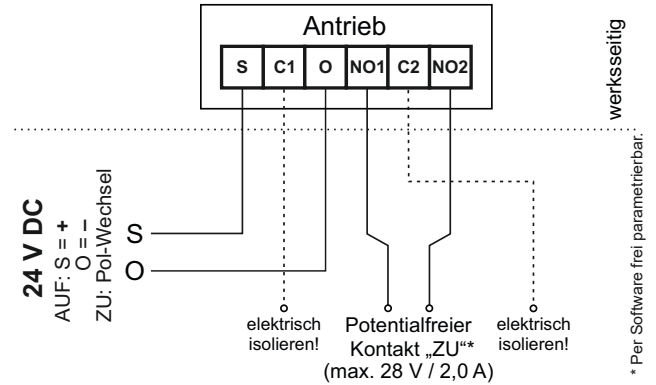 Antrieb
S C1 O NO1 C2 NO2
werksseitig
24 V DC
AUF: S = +
O = –
ZU: Pol-Wechsel
S
O
elektrisch
isolieren!
Potentialfreier
Kontakt „ZU“*
(max. 28 V / 2,0 A)
elektrisch
isolieren!
* Per Software frei parametrierbar.